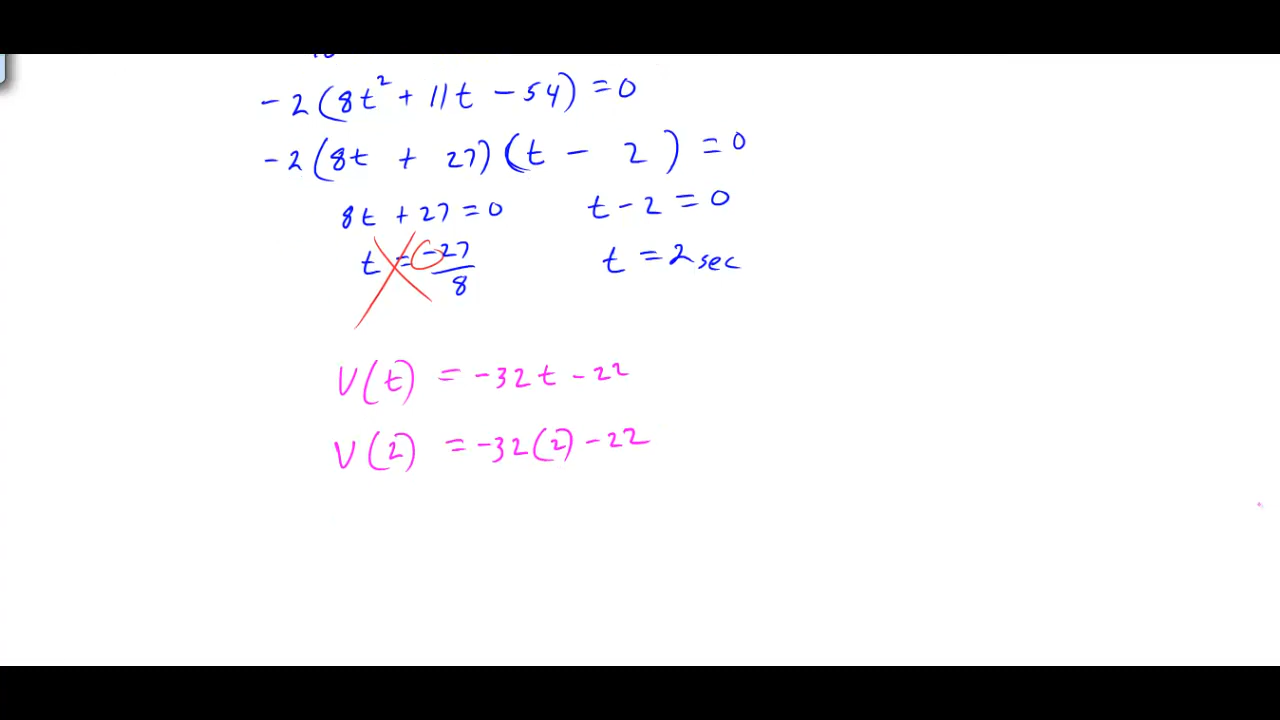 -2(8t² + 11t - 54) = 0
-2(8t + 27)(t - 2) = 0
8t + 27 = 0 t - 2 = 0
t = -27/8 t = 2 sec
V(t) = -32t - 22
V(2) = -32(2) - 22